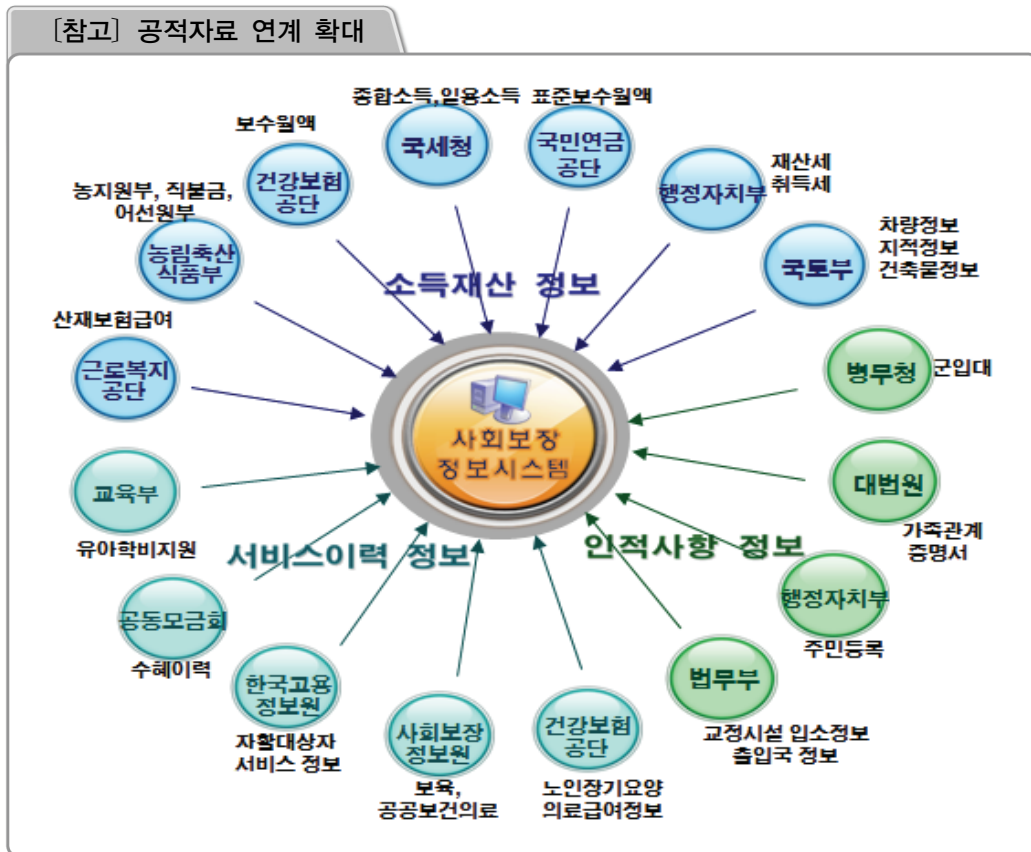 [참고] 공적자료 연계 확대
종합소득,일용소득
표준보수월액
보수월액
국세청
국민연금
공단
재산세
취득세
농지원부, 직불금,
어선원부
건강보험
공단
행정자치부
차량정보
지적정보
건축물정보
농림축산
식품부
국토부
소득재산 정보
산재보험급여
근로복지
공단
병무청
군입대
사회보장
정보시스템
교육부
대법원
유아학비지원
가족관계
증명서
서비스이력 정보
인적사항 정보
공동모금회
행정자치부
수혜이력
주민등록
한국고용
정보원
법무부
자활대상자
서비스 정보
사회보장
정보원
건강보험
공단
교정시설 입소정보
출입국 정보
보육,
공공보건의료
노인장기요양
의료급여정보